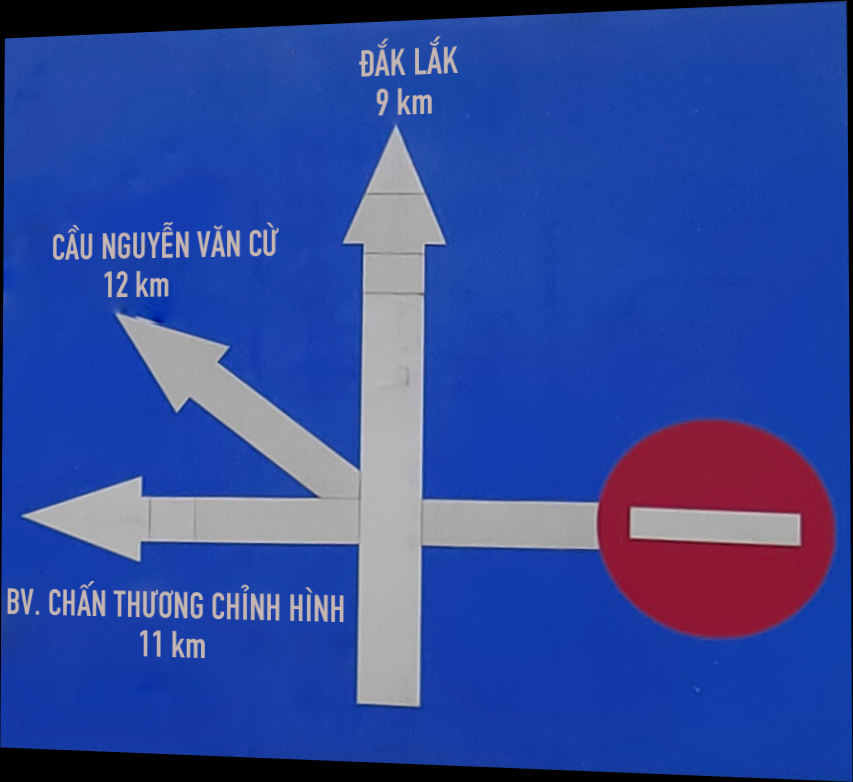 ĐẮK LẮK
9 km
CẦU NGUYỄN VĂN CỪ
12 km
BV. CHẤN THƯƠNG CHỈNH HÌNH
11 km